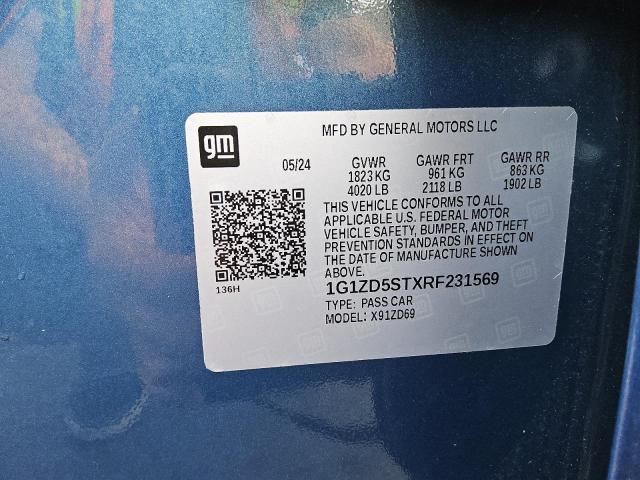 gm
MFD BY GENERAL MOTORS LLC
05/24 GVWR GAWR FRT GAWR RR
1823 KG 961 KG 863 KG
4020 LB 2118 LB 1902 LB
THIS VEHICLE CONFORMS TO ALL
APPLICABLE U.S. FEDERAL MOTOR
VEHICLE SAFETY, BUMPER, AND THEFT
PREVENTION STANDARDS IN EFFECT ON
THE DATE OF MANUFACTURE SHOWN
ABOVE.
136H
1G1ZD5STXRF231569
TYPE: PASS CAR
MODEL: X91ZD69